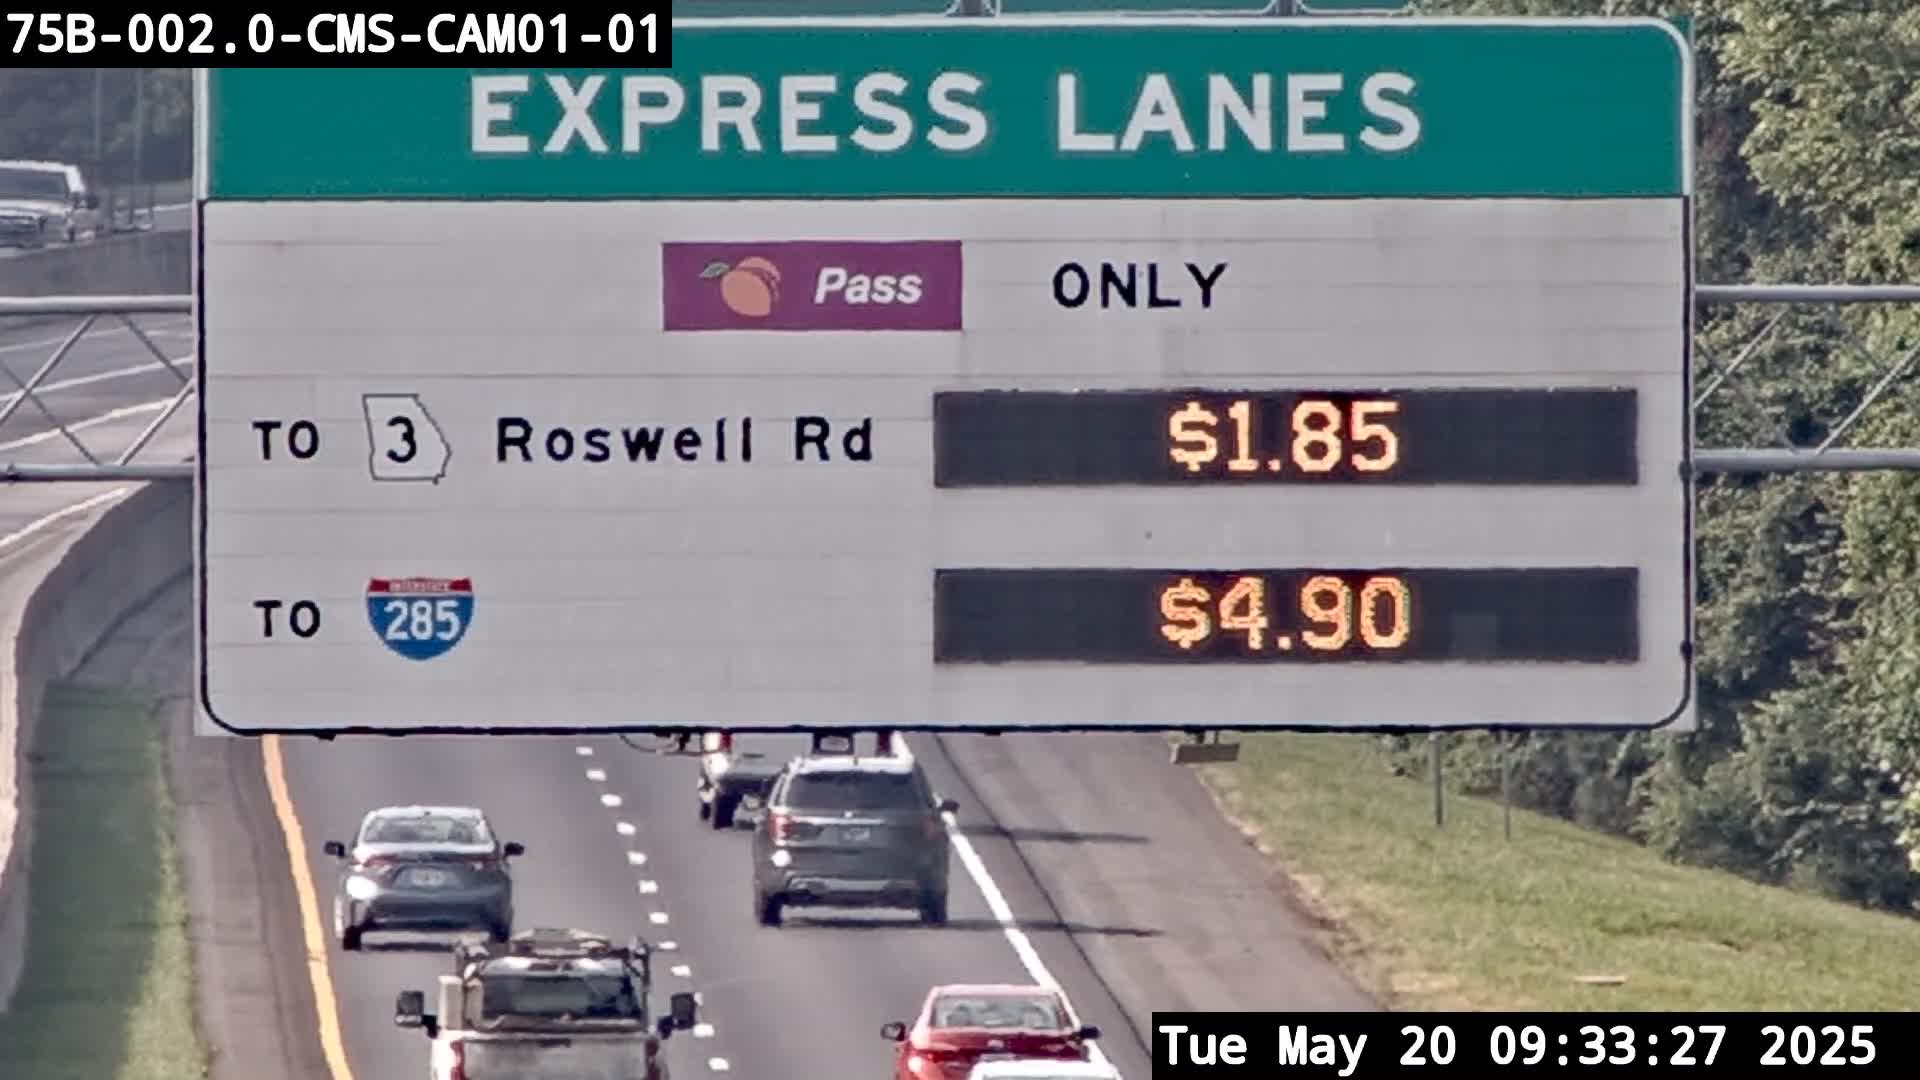 75B-002.0-CMS-CAM01-01
EXPRESS LANES
Pass ONLY
TO 3 Roswell Rd $1.85
TO INTERSTATE 285 $4.90
Tue May 20 09:33:27 2025